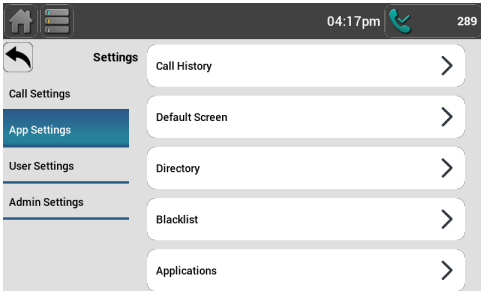 04:17pm 289
Settings
Call Settings
App Settings
User Settings
Admin Settings
Call History
Default Screen
Directory
Blacklist
Applications